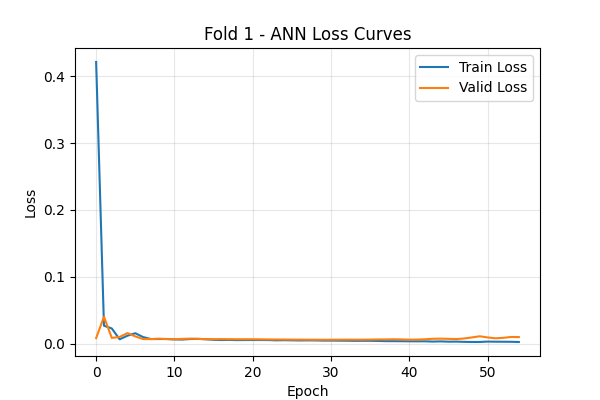 Fold 1 - ANN Loss Curves
Train Loss
Valid Loss
0.4
0.3
0.2
0.1
0.0
Loss
0 10 20 30 40 50
Epoch